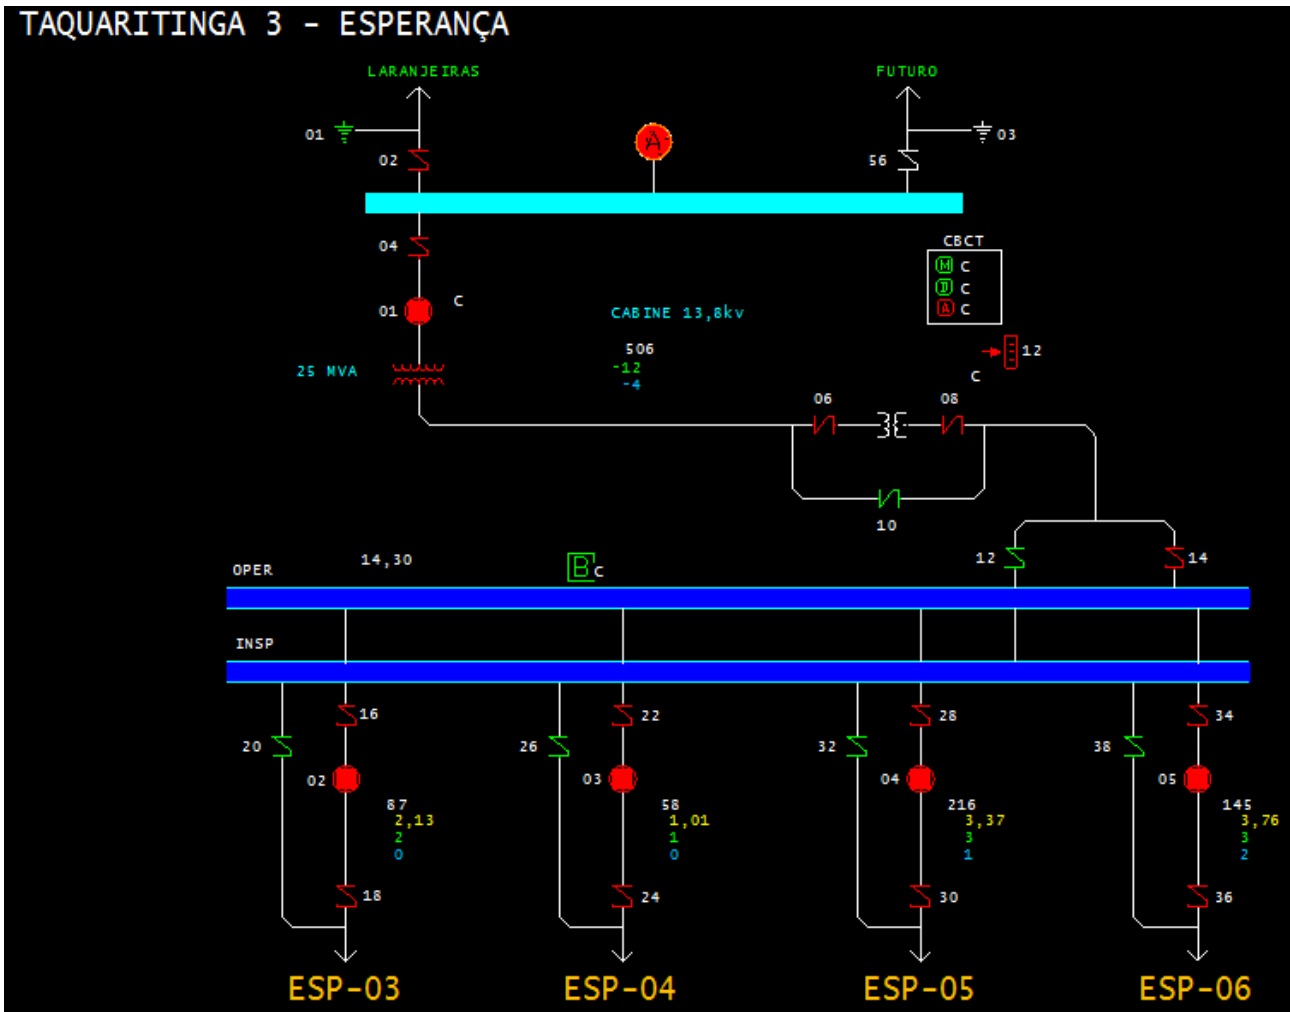 TAQUARITINGA 3 - ESPERANÇA
LARANJEIRAS
FUTURO
01
03
A
02
56
CBCT
04
M C
D C
A C
01
C
CABINE 13,8kv
506
12
25 MVA
-12
C
-4
06
08
10
14,30
B C
12
14
OPER
INSP
16
22
28
34
20
26
32
38
02
03
04
05
87
58
216
145
2,13
1,01
3,37
3,76
2
1
3
3
0
0
1
2
18
24
30
36
ESP-03
ESP-04
ESP-05
ESP-06